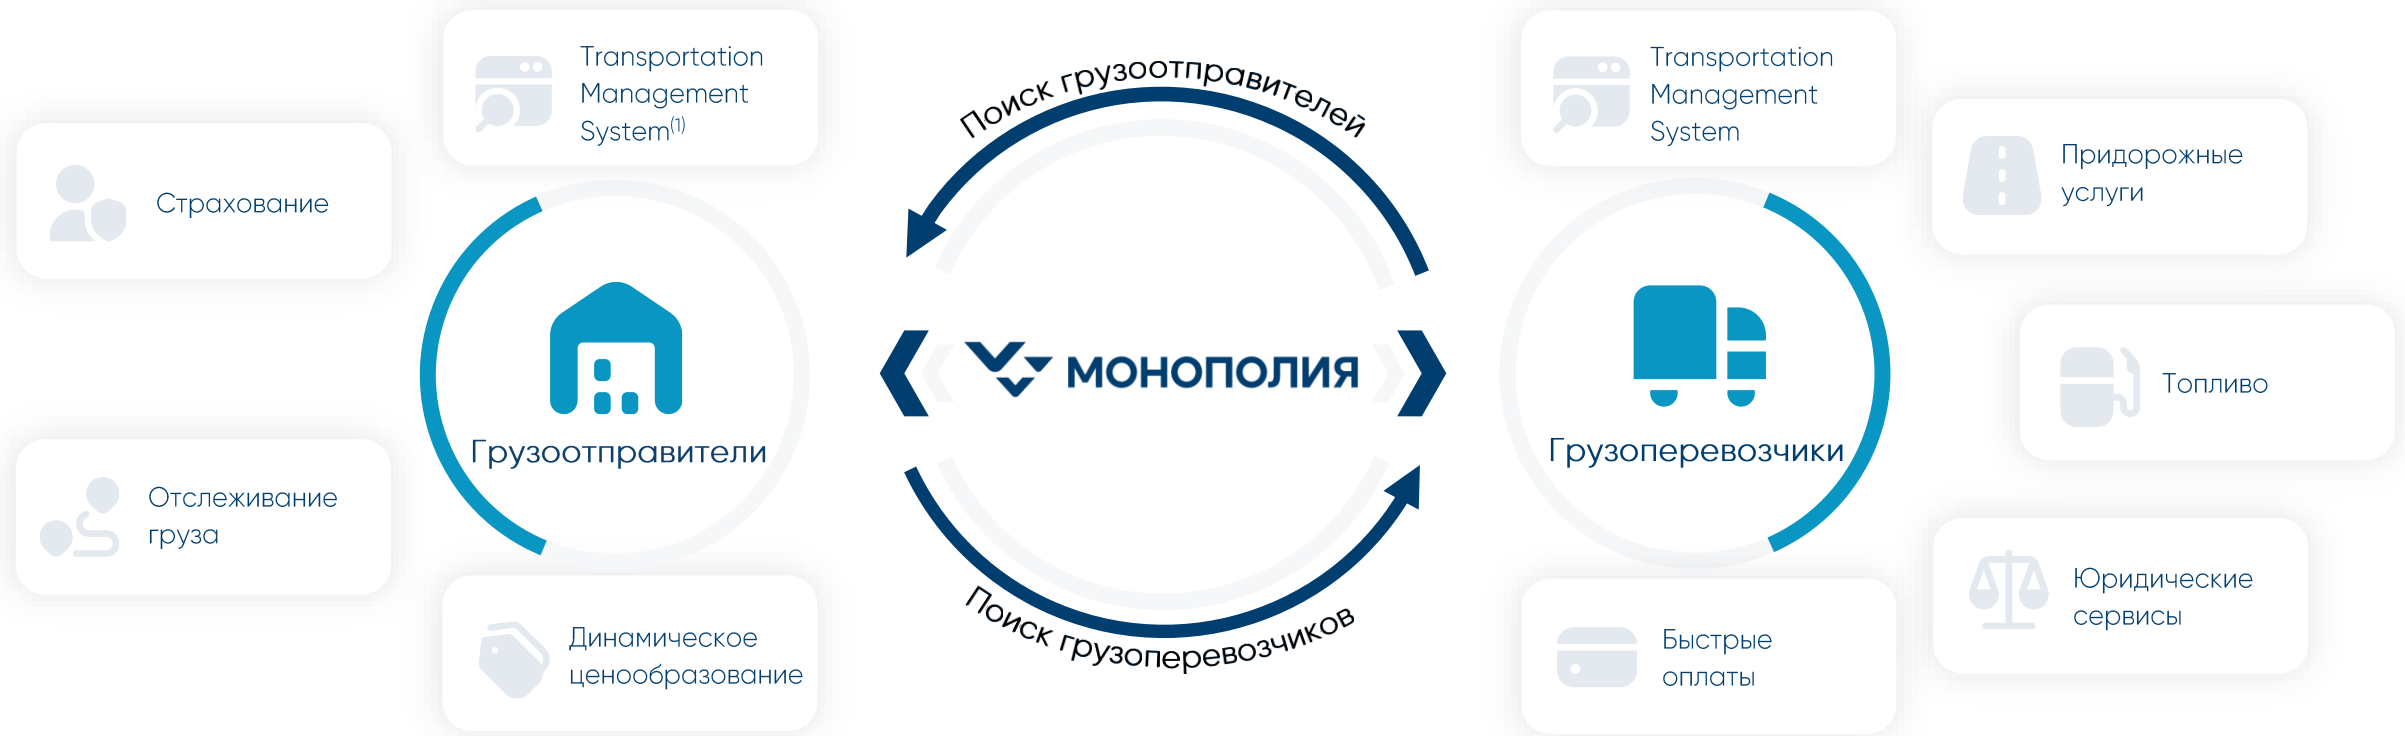 Transportation
Management
System(1)
Страхование
Грузоотправители
Отслеживание
груза
Динамическое
ценообразование
Поиск грузоотправителей
МОНОПОЛИЯ
Поиск грузоперевозчиков
Transportation
Management
System
Придорожные
услуги
Грузоперевозчики
Топливо
Юридические
сервисы
Быстрые
оплаты